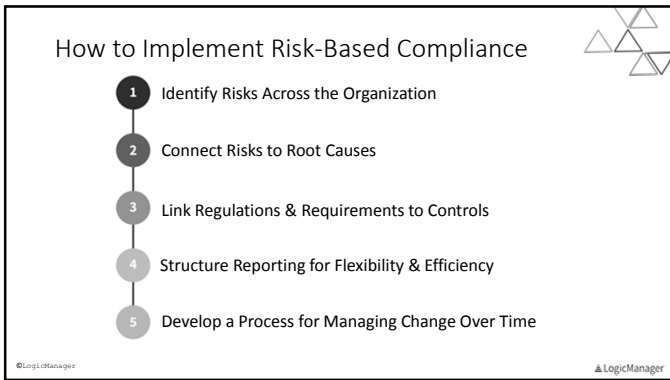 How to Implement Risk-Based Compliance
1 Identify Risks Across the Organization
2 Connect Risks to Root Causes
3 Link Regulations & Requirements to Controls
4 Structure Reporting for Flexibility & Efficiency
5 Develop a Process for Managing Change Over Time
©LogicManager
LogicManager